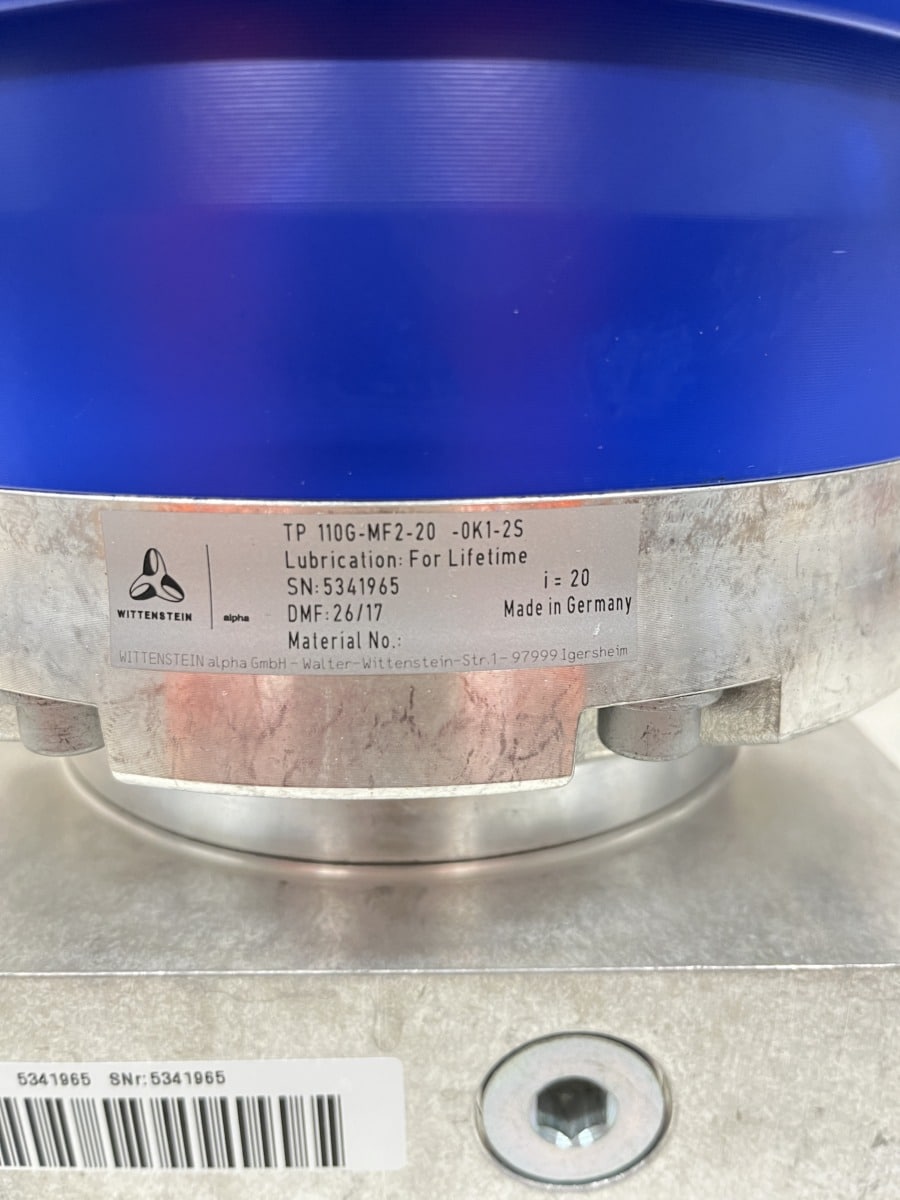 TP 110G-MF2-20 -0K1-2S
Lubrication: For Lifetime
SN: 5341965
i = 20
DMF: 26/17
Made in Germany
Material No.:
WITTENSTEIN alpha
WITTENSTEIN alpha GmbH - Walter-Wittenstein-Str.1 - 97999 Igersheim
5341965 SNr: 5341965